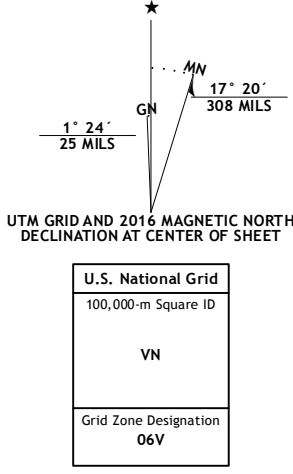 ★
MN
GN
17° 20´
308 MILS
1° 24´
25 MILS
UTM GRID AND 2016 MAGNETIC NORTH
DECLINATION AT CENTER OF SHEET
U.S. National Grid
100,000-m Square ID
VN
Grid Zone Designation
06V